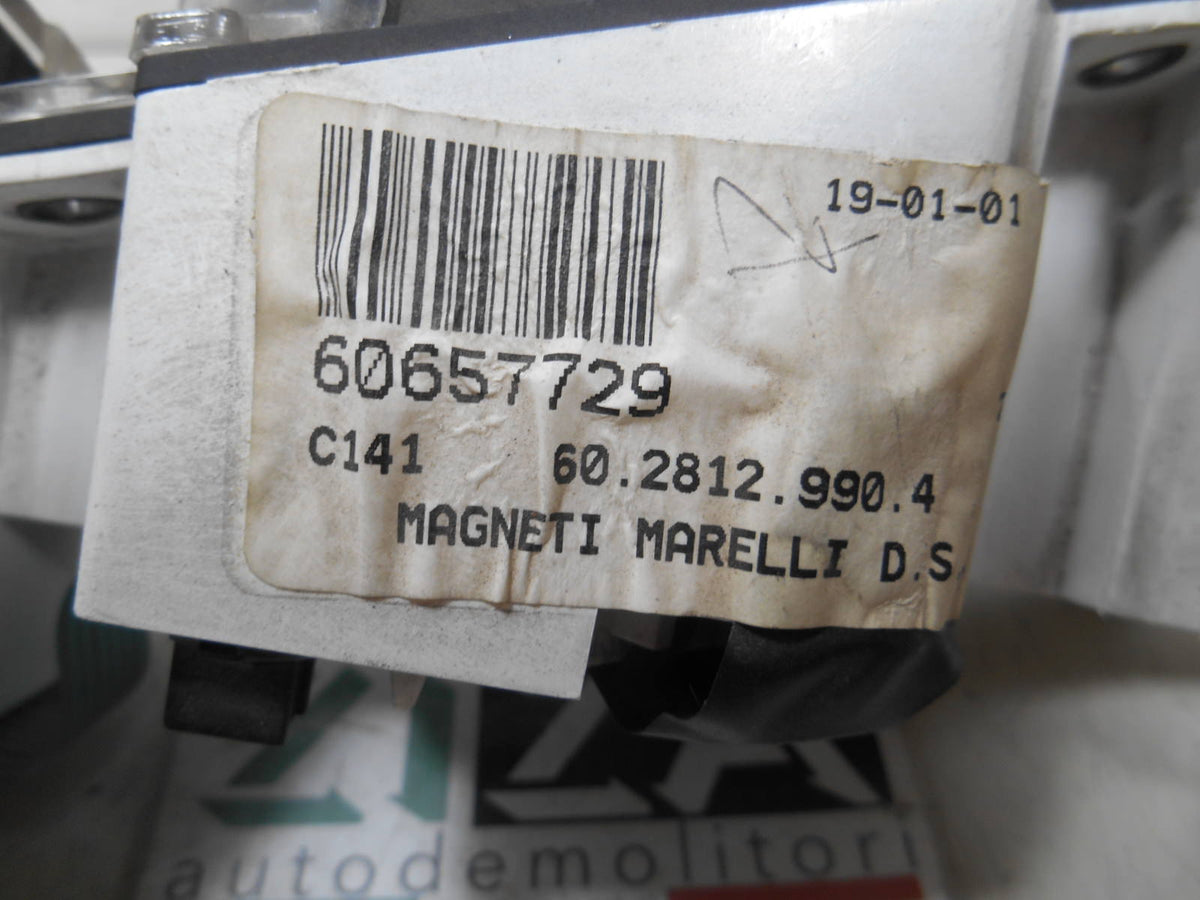 19-01-01
60657729
C141 60.2812.990.4
MAGNETI MARELLI D.S.
autodemolitori